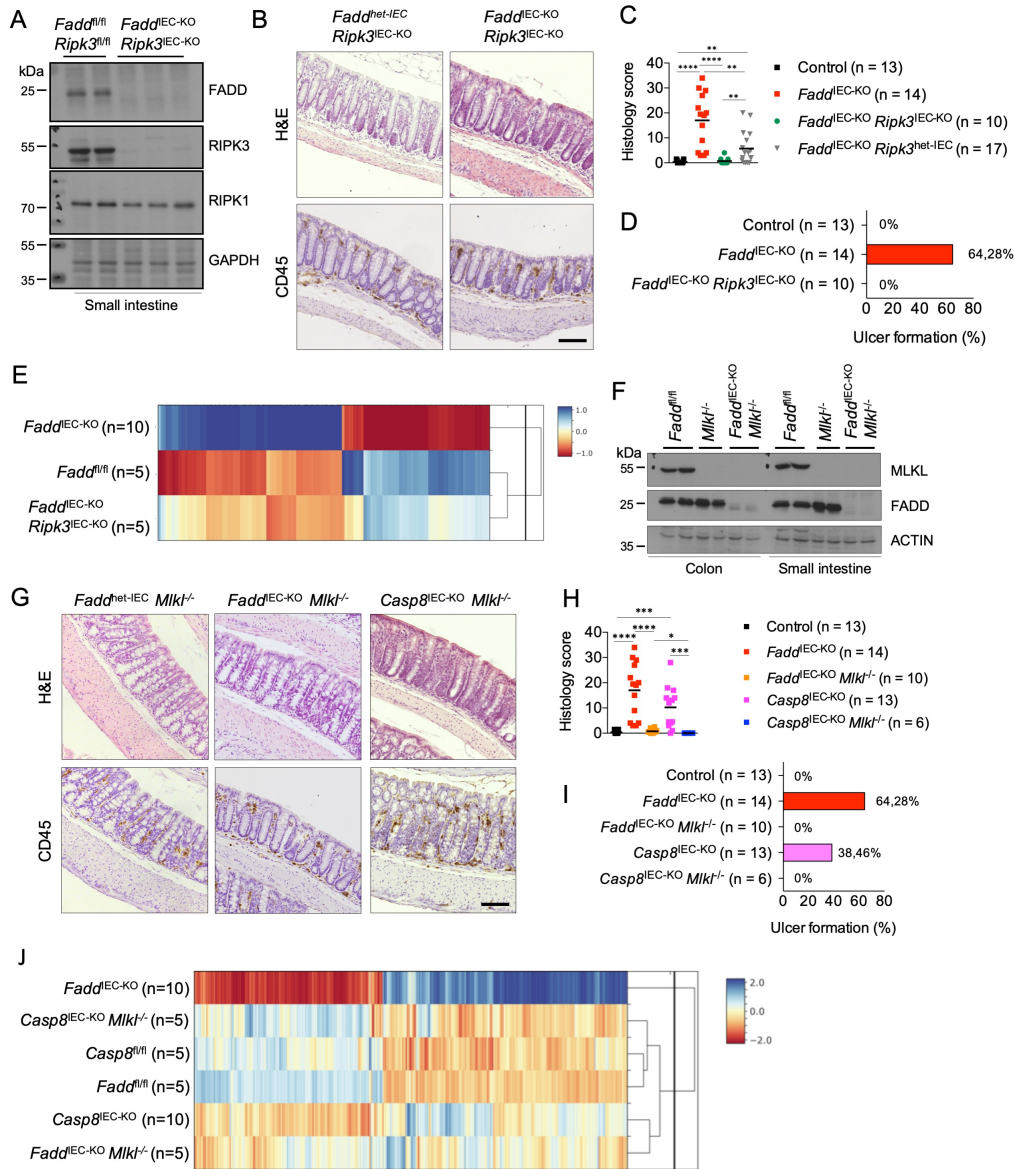 A
Fadd^fl/fl Fadd^IEC-KO
Ripk3^fl/fl Ripk3^IEC-KO
kDa
25 FADD
55 RIPK3
70 RIPK1
55 GAPDH
35
Small intestine
B
Fadd^het-IEC Fadd^IEC-KO
Ripk3^IEC-KO Ripk3^IEC-KO
H&E
CD45
C
Histology score
40
30
20
10
0
**
****
**** **
**
Control (n = 13)
Fadd^IEC-KO (n = 14)
Fadd^IEC-KO Ripk3^IEC-KO (n = 10)
Fadd^IEC-KO Ripk3^het-IEC (n = 17)
D
Control (n = 13) 0%
Fadd^IEC-KO (n = 14) 64,28%
Fadd^IEC-KO Ripk3^IEC-KO (n = 10) 0%
0 20 40 60 80
Ulcer formation (%)
E
Fadd^IEC-KO (n=10)
Fadd^fl/fl (n=5)
Fadd^IEC-KO
Ripk3^IEC-KO (n=5)
1.0
0.0
−1.0
F
Fadd^fl/fl Mlkl^-/- Fadd^IEC-KO Mlkl^-/- Fadd^fl/fl Mlkl^-/- Fadd^IEC-KO Mlkl^-/-
kDa
55 MLKL
25 FADD
35 ACTIN
Colon Small intestine
G
Fadd^het-IEC Mlkl^-/- Fadd^IEC-KO Mlkl^-/- Casp8^IEC-KO Mlkl^-/-
H&E
CD45
H
Histology score
40
30
20
10
0
***
****
**** *
***
Control (n = 13)
Fadd^IEC-KO (n = 14)
Fadd^IEC-KO Mlkl^-/- (n = 10)
Casp8^IEC-KO (n = 13)
Casp8^IEC-KO Mlkl^-/- (n = 6)
I
Control (n = 13) 0%
Fadd^IEC-KO (n = 14) 64,28%
Fadd^IEC-KO Mlkl^-/- (n = 10) 0%
Casp8^IEC-KO (n = 13) 38,46%
Casp8^IEC-KO Mlkl^-/- (n = 6) 0%
0 20 40 60 80
Ulcer formation (%)
J
Fadd^IEC-KO (n=10)
Casp8^IEC-KO Mlkl^-/- (n=5)
Casp8^fl/fl (n=5)
Fadd^fl/fl (n=5)
Casp8^IEC-KO (n=10)
Fadd^IEC-KO Mlkl^-/- (n=5)
2.0
0.0
−2.0